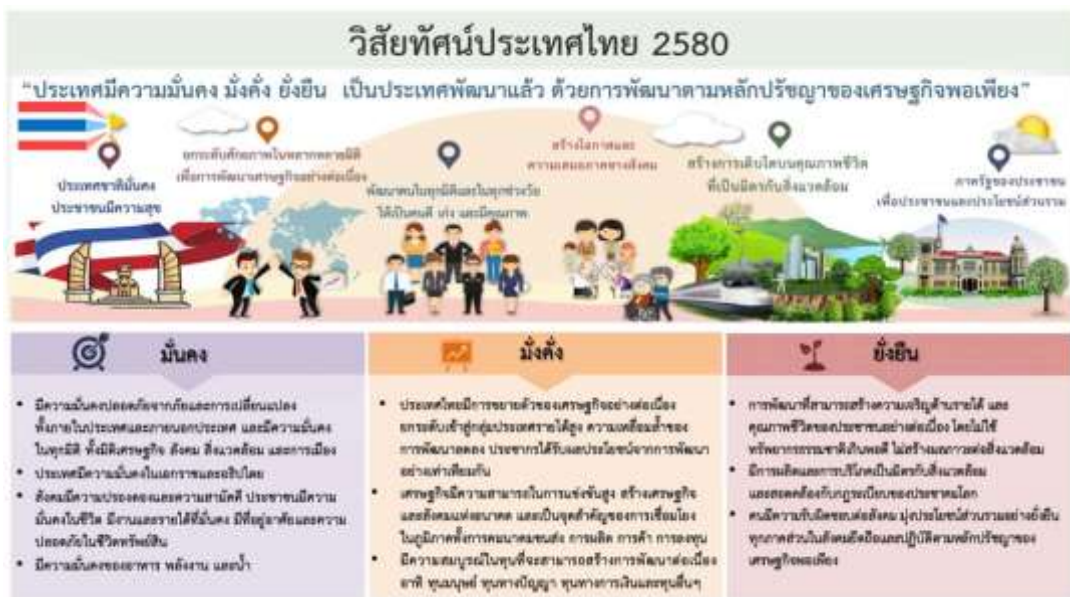 วิสัยทัศน์ประเทศไทย 2580
“ประเทศมีความมั่นคง มั่งคั่ง ยั่งยืน เป็นประเทศพัฒนาแล้ว ด้วยการพัฒนาตามหลักปรัชญาของเศรษฐกิจพอเพียง”
ประเทศชาติมั่นคง
ประชาชนมีความสุข
ยกระดับศักยภาพในหลากหลายมิติ
เพื่อการพัฒนาเศรษฐกิจอย่างต่อเนื่อง
พัฒนาคนในทุกมิติและในทุกช่วงวัย
ให้เป็นคนดี เก่ง และมีคุณภาพ
สร้างโอกาสและ
ความเสมอภาคทางสังคม
สร้างการเติบโตบนคุณภาพชีวิต
ที่เป็นมิตรกับสิ่งแวดล้อม
ภาครัฐของประชาชน
เพื่อประชาชนและประโยชน์ส่วนรวม
มั่นคง
• มีความมั่นคงปลอดภัยจากภัยและการเปลี่ยนแปลง
ทั้งภายในประเทศและภายนอกประเทศ และมีความมั่นคง
ในทุกมิติ ทั้งมิติเศรษฐกิจ สังคม สิ่งแวดล้อม และการเมือง
• ประเทศมีความมั่นคงในเอกราชและอธิปไตย
• สังคมมีความปรองดองและความสามัคคี ประชาชนมีความ
มั่นคงในชีวิต มีงานและรายได้ที่มั่นคง มีที่อยู่อาศัยและความ
ปลอดภัยในชีวิตทรัพย์สิน
• มีความมั่นคงของอาหาร พลังงาน และน้ำ
มั่งคั่ง
• ประเทศไทยมีการขยายตัวของเศรษฐกิจอย่างต่อเนื่อง
ยกระดับเข้าสู่กลุ่มประเทศรายได้สูง ความเหลื่อมล้ำของ
การพัฒนาลดลง ประชากรได้รับผลประโยชน์จากการพัฒนา
อย่างเท่าเทียมกัน
• เศรษฐกิจมีความสามารถในการแข่งขันสูง สร้างเศรษฐกิจ
และสังคมแห่งอนาคต และเป็นจุดสำคัญของการเชื่อมโยง
ในภูมิภาคทั้งการคมนาคมขนส่ง การผลิต การค้า การลงทุน
• มีความสมบูรณ์ในทุนที่จะสามารถสร้างการพัฒนาต่อเนื่อง
อาทิ ทุนมนุษย์ ทุนทางปัญญา ทุนทางการเงินและทุนอื่นๆ
ยั่งยืน
• การพัฒนาที่สามารถสร้างความเจริญด้านรายได้ และ
คุณภาพชีวิตของประชาชนอย่างต่อเนื่อง โดยไม่ใช้
ทรัพยากรธรรมชาติเกินพอดี ไม่สร้างมลภาวะต่อสิ่งแวดล้อม
• มีการผลิตและการบริโภคเป็นมิตรกับสิ่งแวดล้อม
และสอดคล้องกับกฎระเบียบของประชาคมโลก
• คนมีความรับผิดชอบต่อสังคม มุ่งประโยชน์ส่วนรวมอย่างยั่งยืน
ทุกภาคส่วนในสังคมยึดถือและปฏิบัติตามหลักปรัชญาของ
เศรษฐกิจพอเพียง